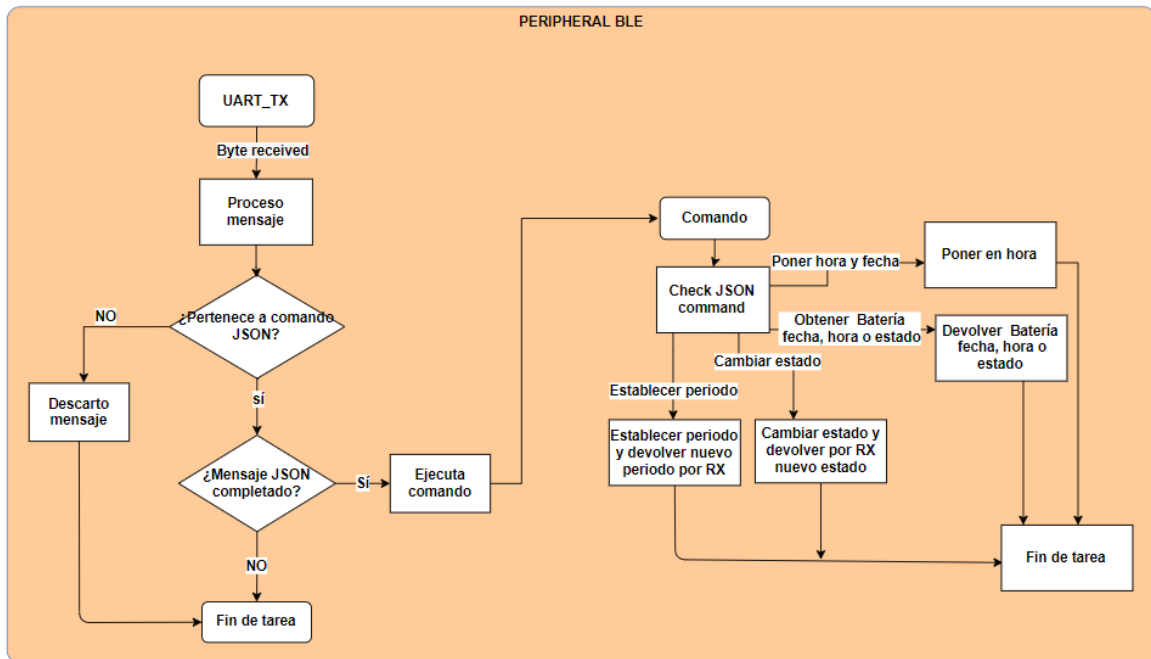 PERIPHERAL BLE
UART_TX
Byte received
Proceso
mensaje
¿Pertenece a comando
JSON?
NO
Descarto
mensaje
sí
¿Mensaje JSON
completado?
Sí
Ejecuta
comando
NO
Fin de tarea
Comando
Check JSON
command
Poner hora y fecha
Poner en hora
Obtener Batería
fecha, hora o estado
Devolver Batería
fecha, hora o
estado
Cambiar estado
Establecer periodo
Establecer periodo
y devolver nuevo
periodo por RX
Cambiar estado y
devolver por RX
nuevo estado
Fin de tarea